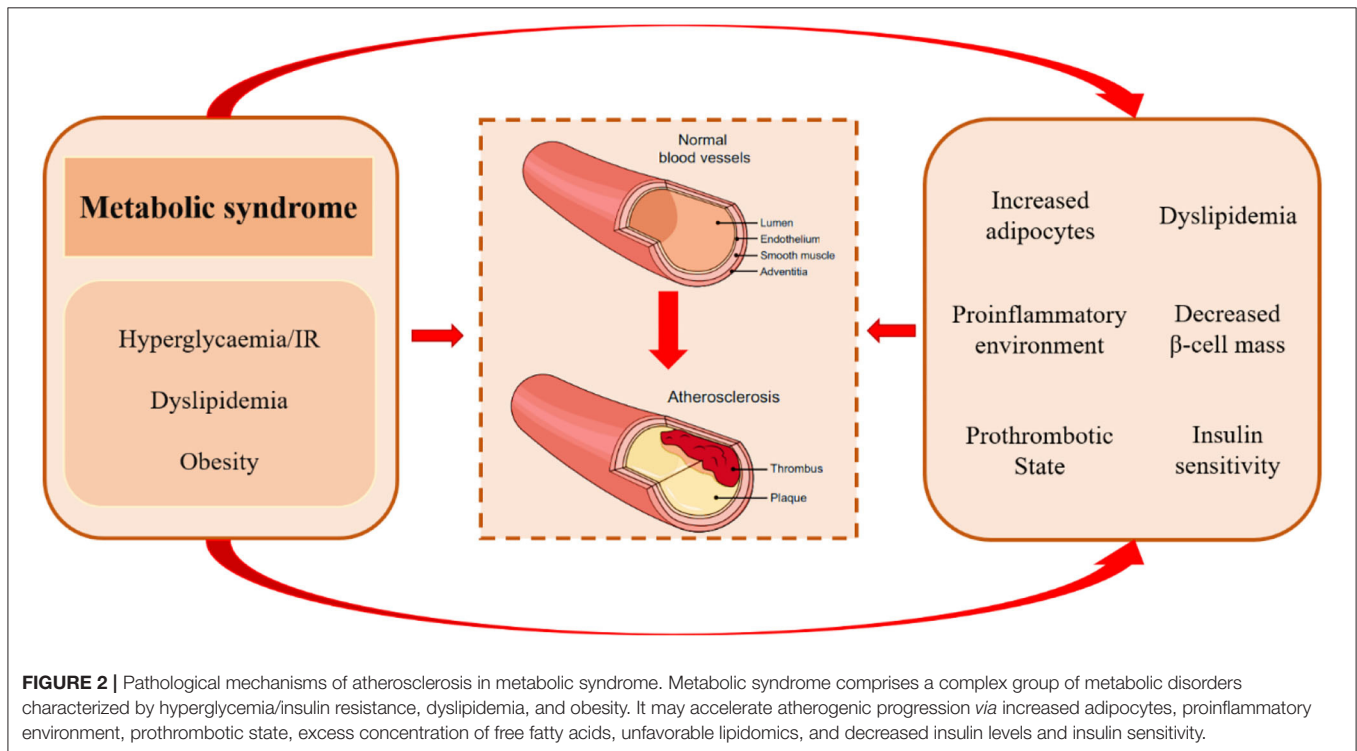 Metabolic syndrome
Hyperglycaemia/IR
Dyslipidemia
Obesity
Normal
blood vessels
Lumen
Endothelium
Smooth muscle
Adventitia
Atherosclerosis
Thrombus
Plaque
Increased
adipocytes
Dyslipidemia
Proinflammatory
environment
Decreased
β-cell mass
Prothrombotic
State
Insulin
sensitivity
FIGURE 2 | Pathological mechanisms of atherosclerosis in metabolic syndrome. Metabolic syndrome comprises a complex group of metabolic disorders
characterized by hyperglycemia/insulin resistance, dyslipidemia, and obesity. It may accelerate atherogenic progression via increased adipocytes, proinflammatory
environment, prothrombotic state, excess concentration of free fatty acids, unfavorable lipidomics, and decreased insulin levels and insulin sensitivity.